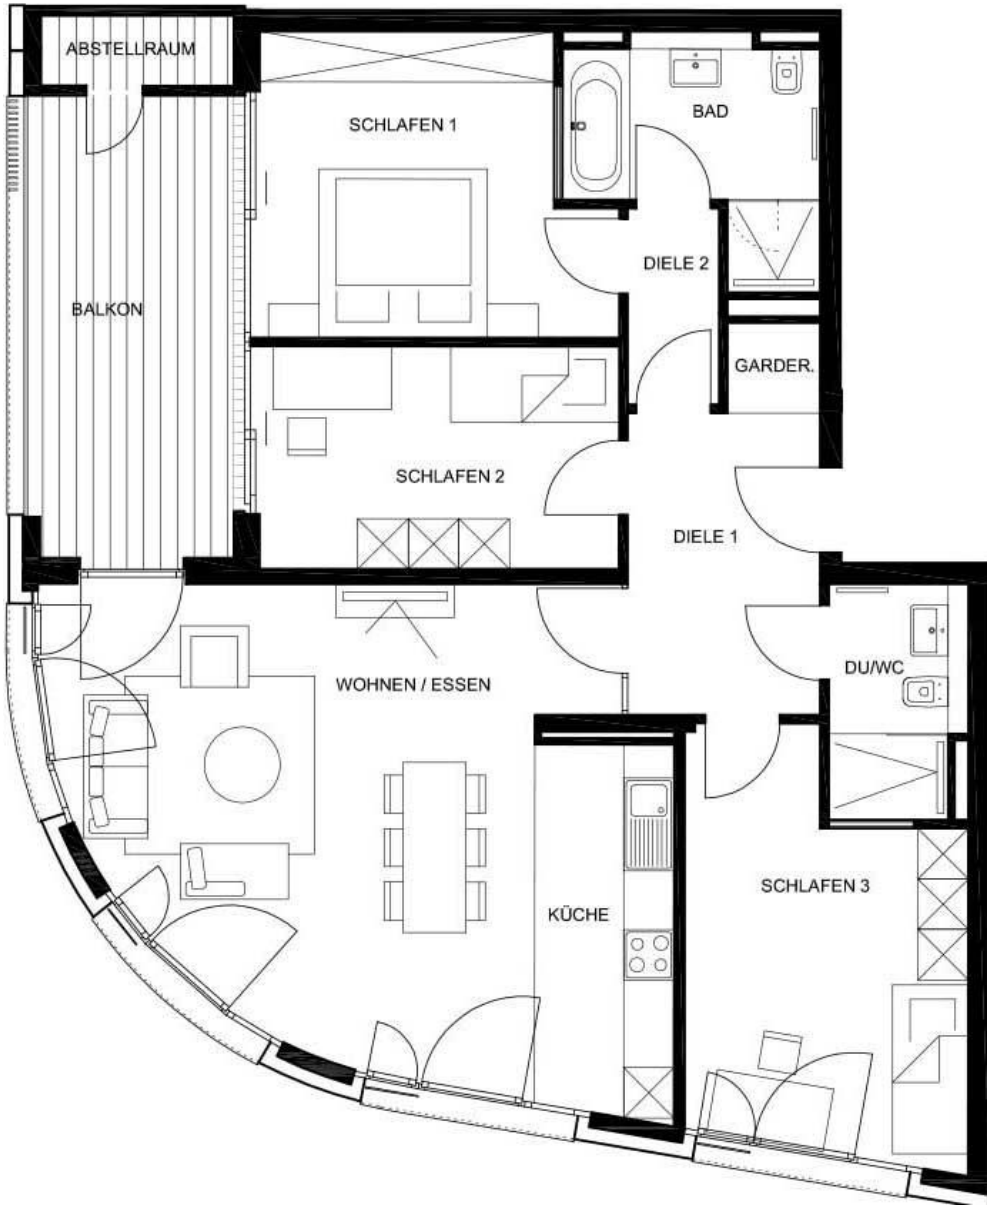 ABSTELLRAUM
SCHLAFEN 1
BAD
DIELE 2
BALKON
GARDER.
SCHLAFEN 2
DIELE 1
DU/WC
WOHNEN / ESSEN
SCHLAFEN 3
KÜCHE